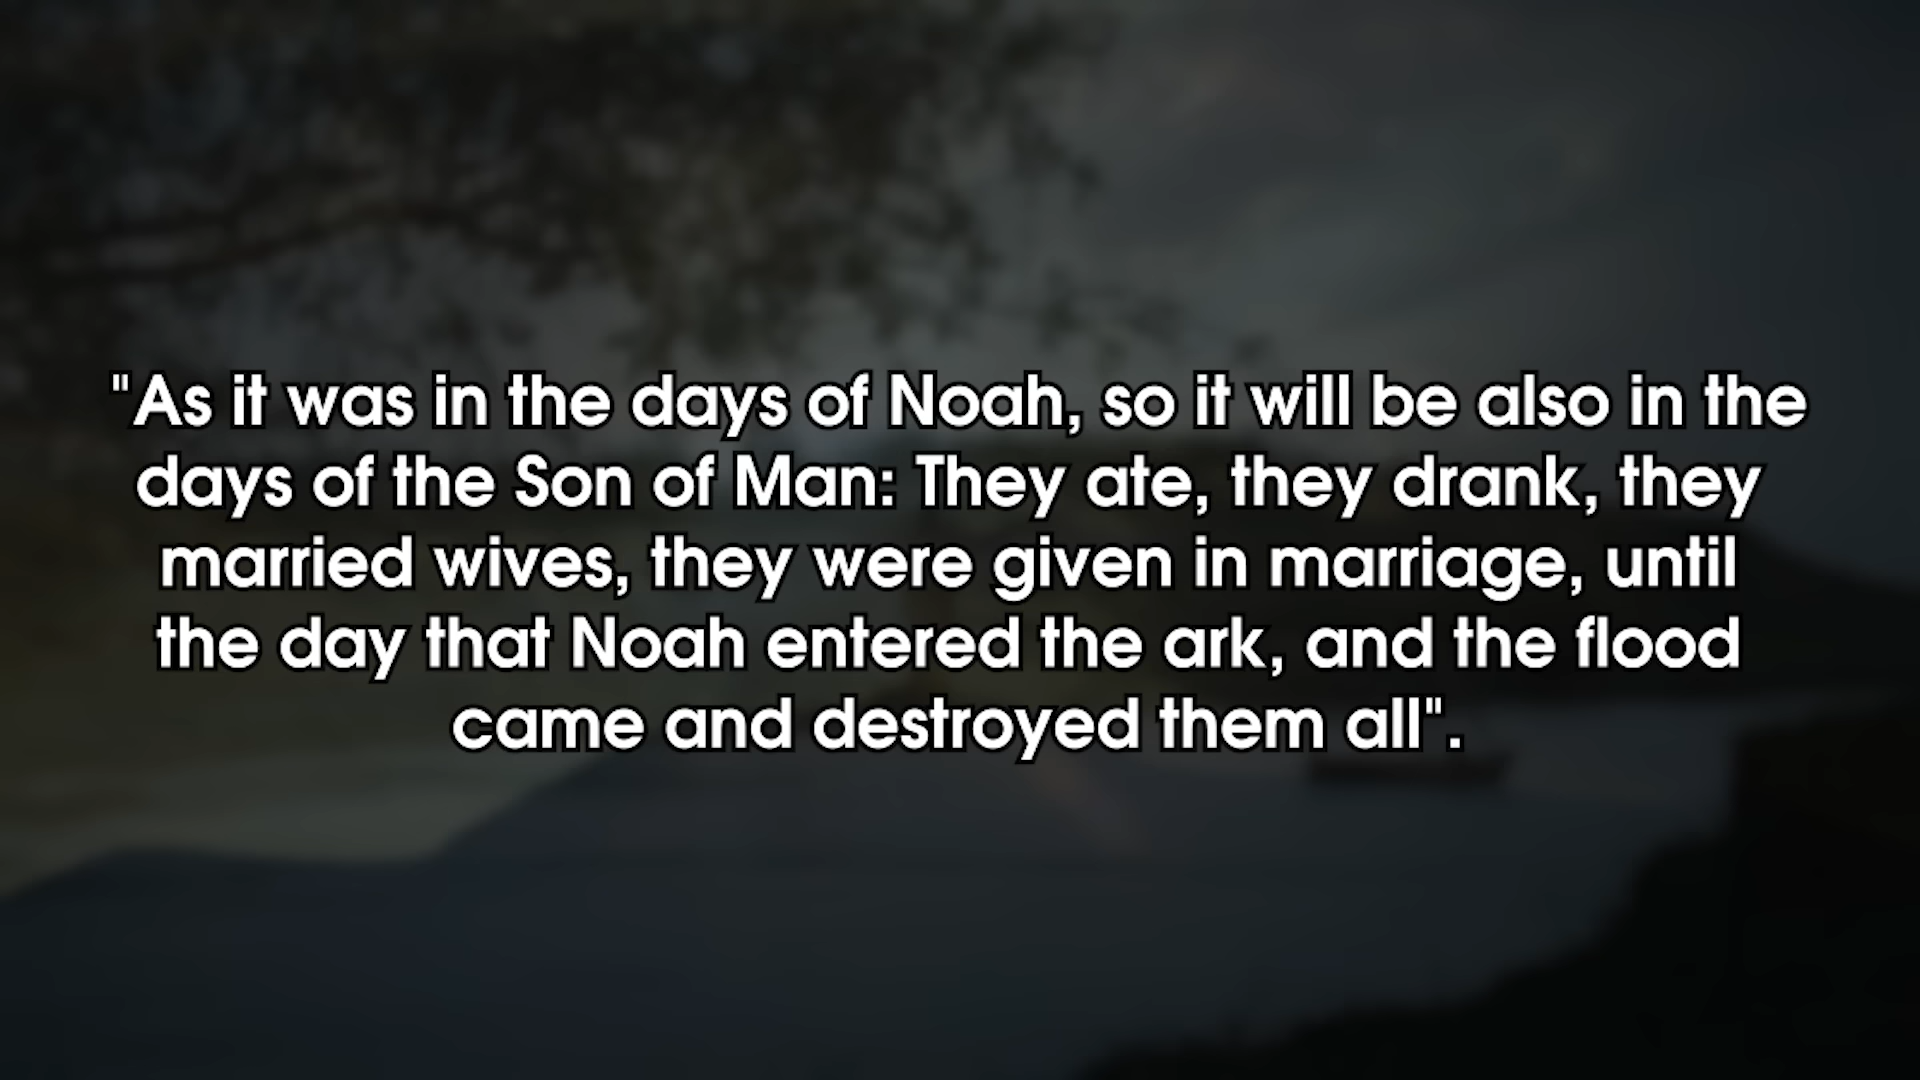 "As it was in the days of Noah, so it will be also in the
days of the Son of Man: They ate, they drank, they
married wives, they were given in marriage, until
the day that Noah entered the ark, and the flood
came and destroyed them all".